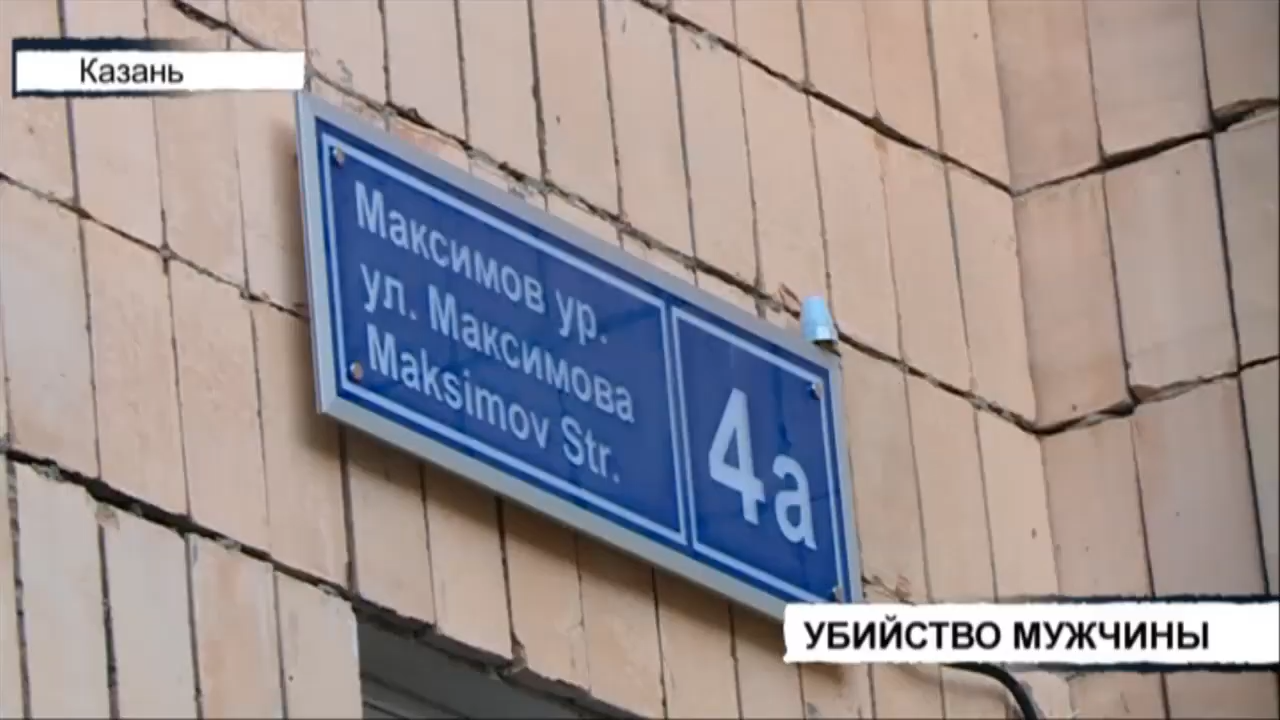 Казань
Максимов ур.
ул. Максимова
Maksimov Str.
4а
УБИЙСТВО МУЖЧИНЫ